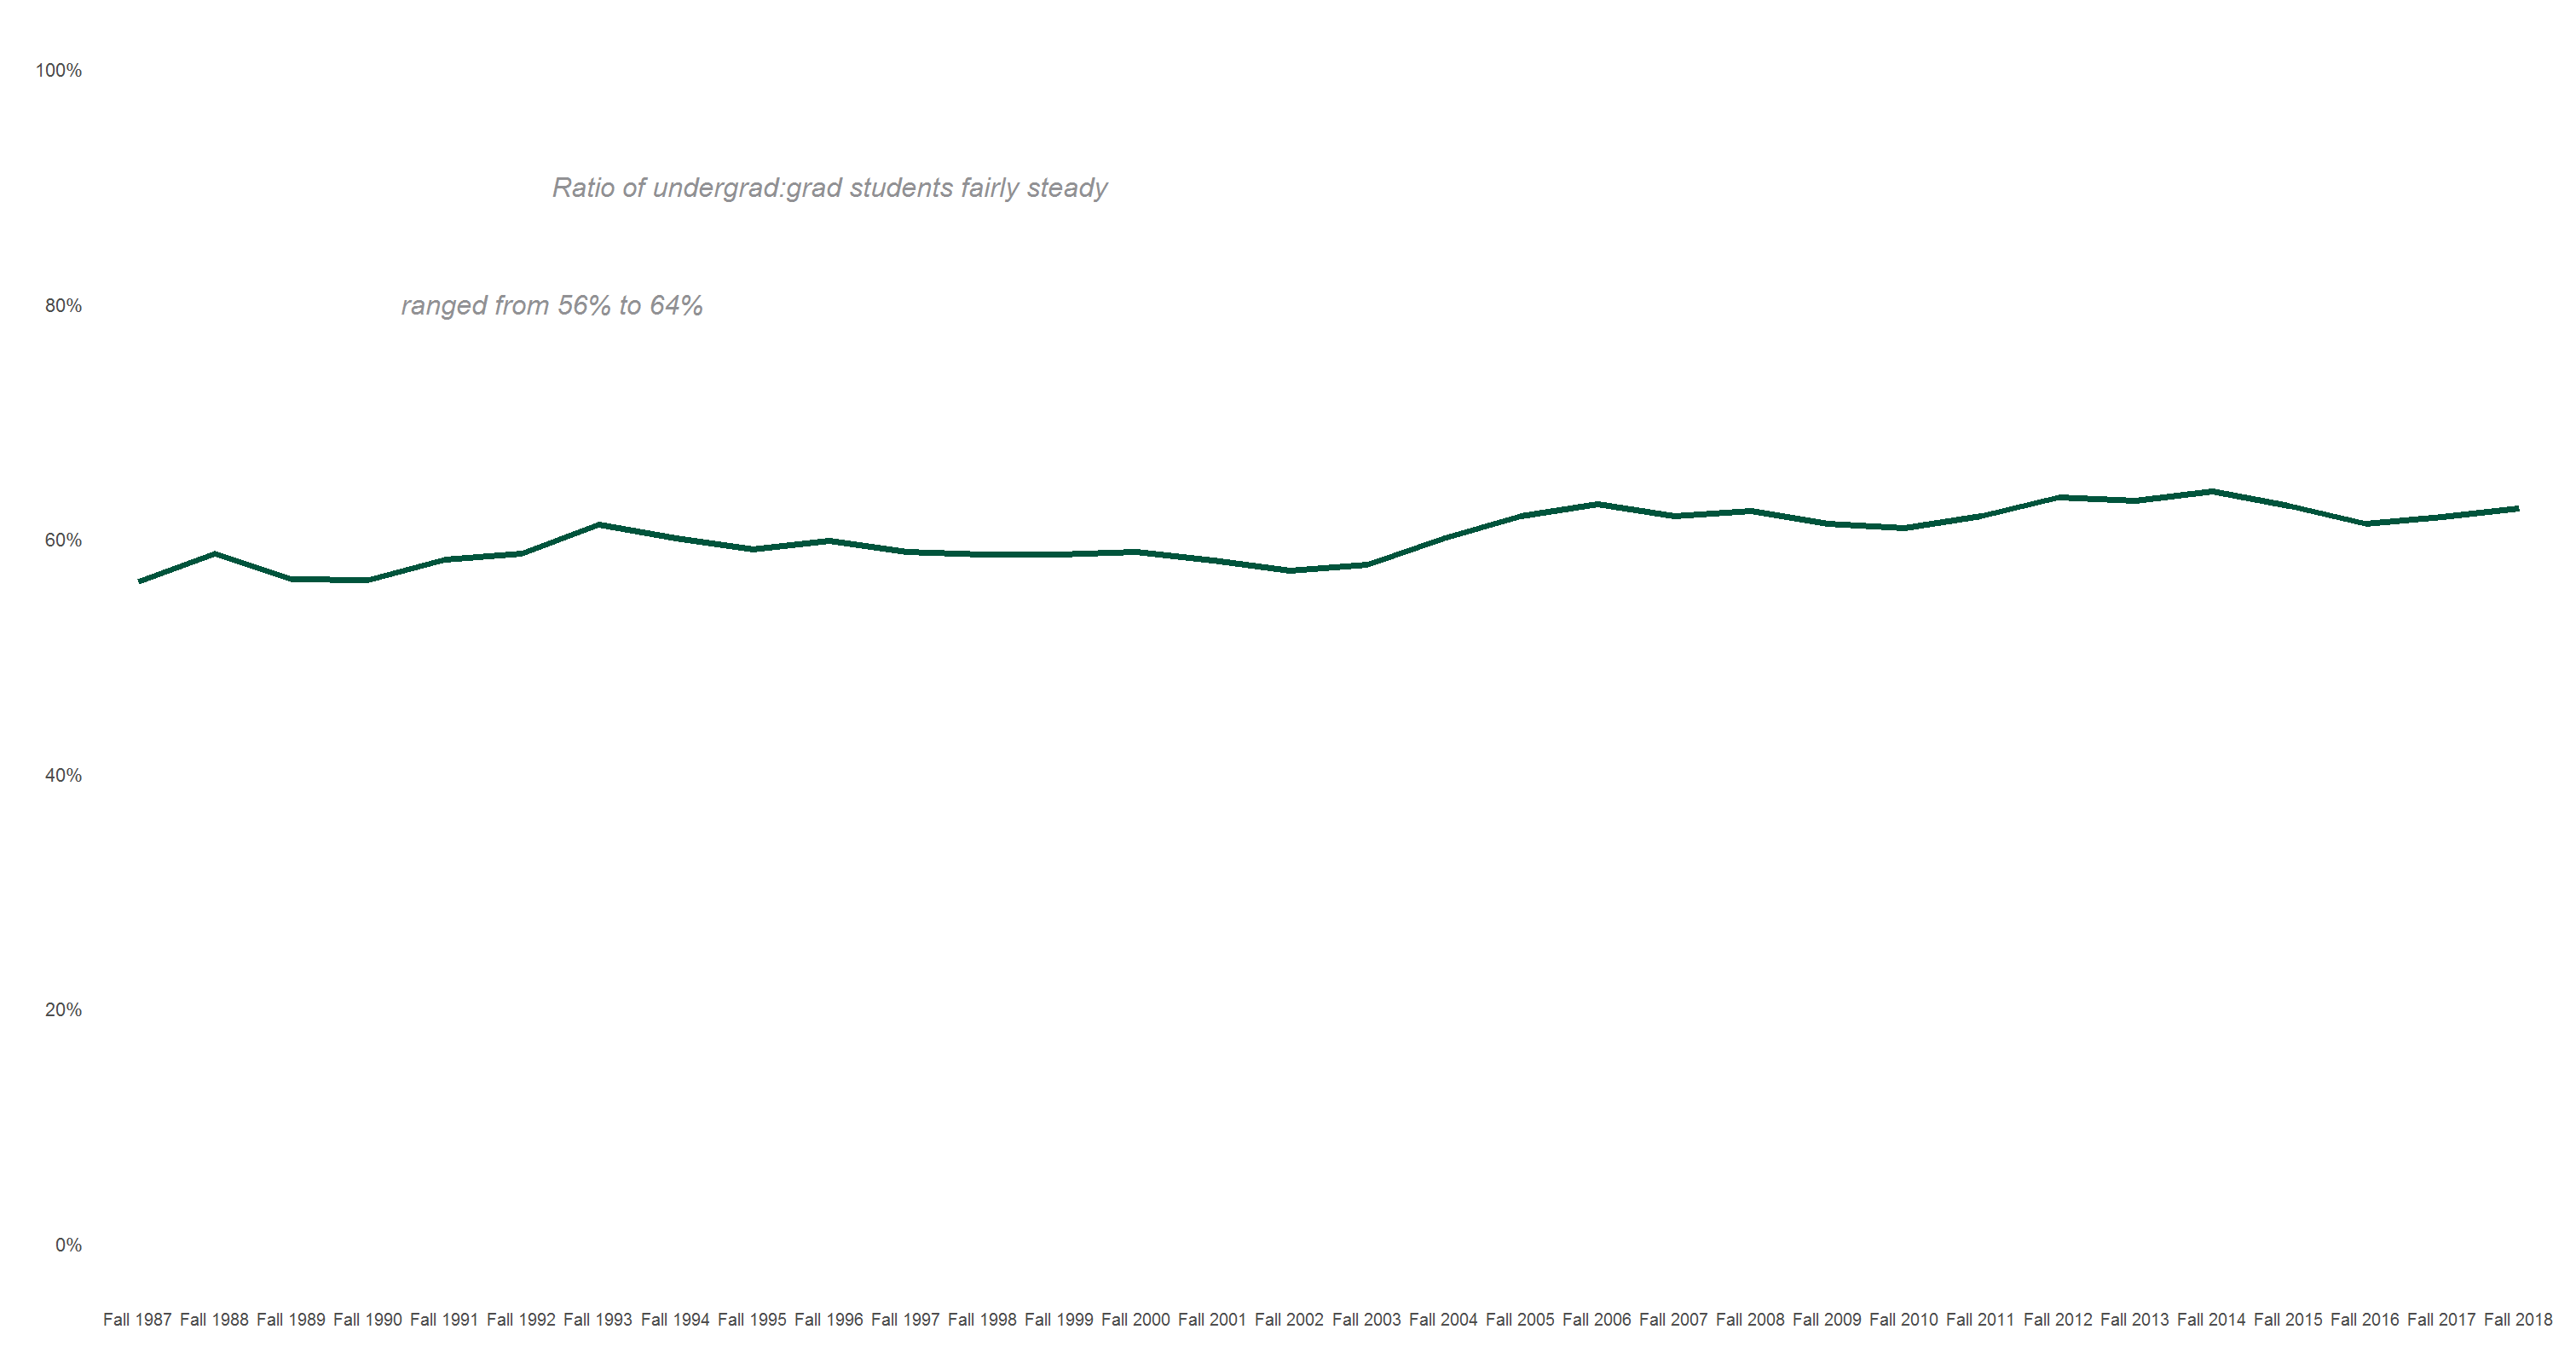 100%
Ratio of undergrad:grad students fairly steady
80%
ranged from 56% to 64%
60%
40%
20%
0%
Fall 1987 Fall 1988 Fall 1989 Fall 1990 Fall 1991 Fall 1992 Fall 1993 Fall 1994 Fall 1995 Fall 1996 Fall 1997 Fall 1998 Fall 1999 Fall 2000 Fall 2001 Fall 2002 Fall 2003 Fall 2004 Fall 2005 Fall 2006 Fall 2007 Fall 2008 Fall 2009 Fall 2010 Fall 2011 Fall 2012 Fall 2013 Fall 2014 Fall 2015 Fall 2016 Fall 2017 Fall 2018